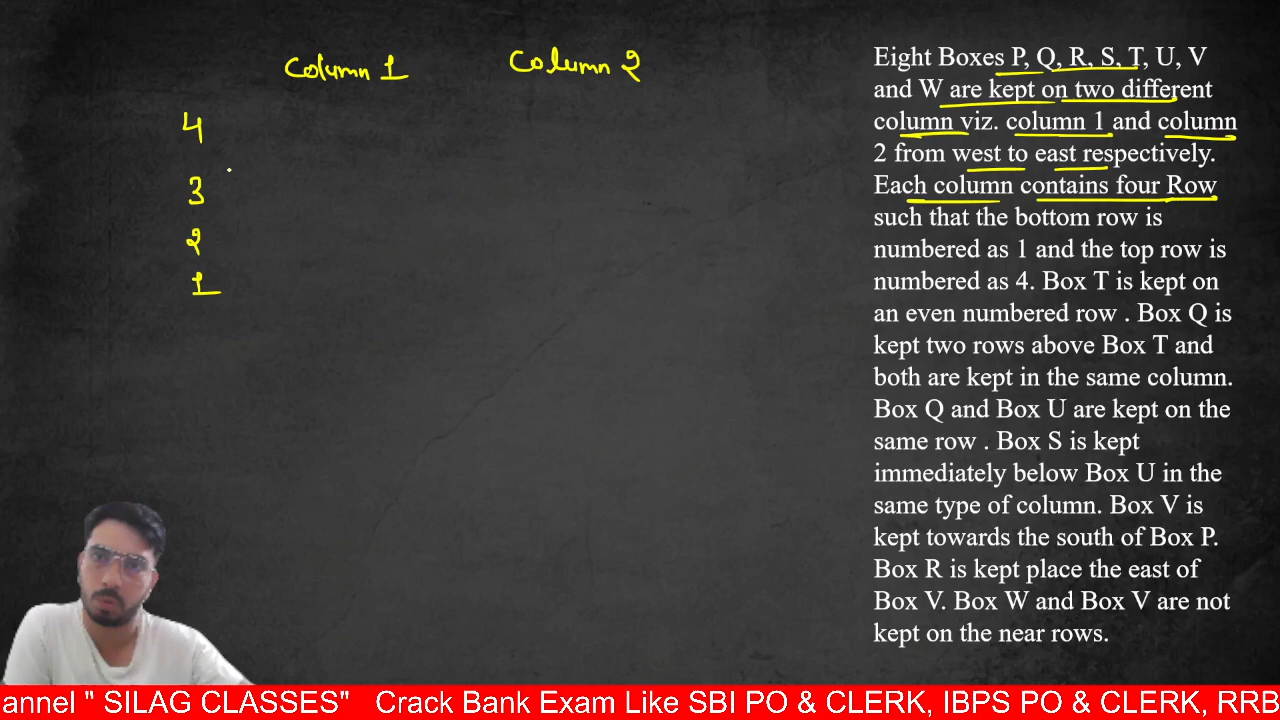 Column 1 Column 2
4
3
2
1
Eight Boxes P, Q, R, S, T, U, V
and W are kept on two different
column viz. column 1 and column
2 from west to east respectively.
Each column contains four Row
such that the bottom row is
numbered as 1 and the top row is
numbered as 4. Box T is kept on
an even numbered row . Box Q is
kept two rows above Box T and
both are kept in the same column.
Box Q and Box U are kept on the
same row . Box S is kept
immediately below Box U in the
same type of column. Box V is
kept towards the south of Box P.
Box R is kept place the east of
Box V. Box W and Box V are not
kept on the near rows.
annel " SILAG CLASSES" Crack Bank Exam Like SBI PO & CLERK, IBPS PO & CLERK, RRB